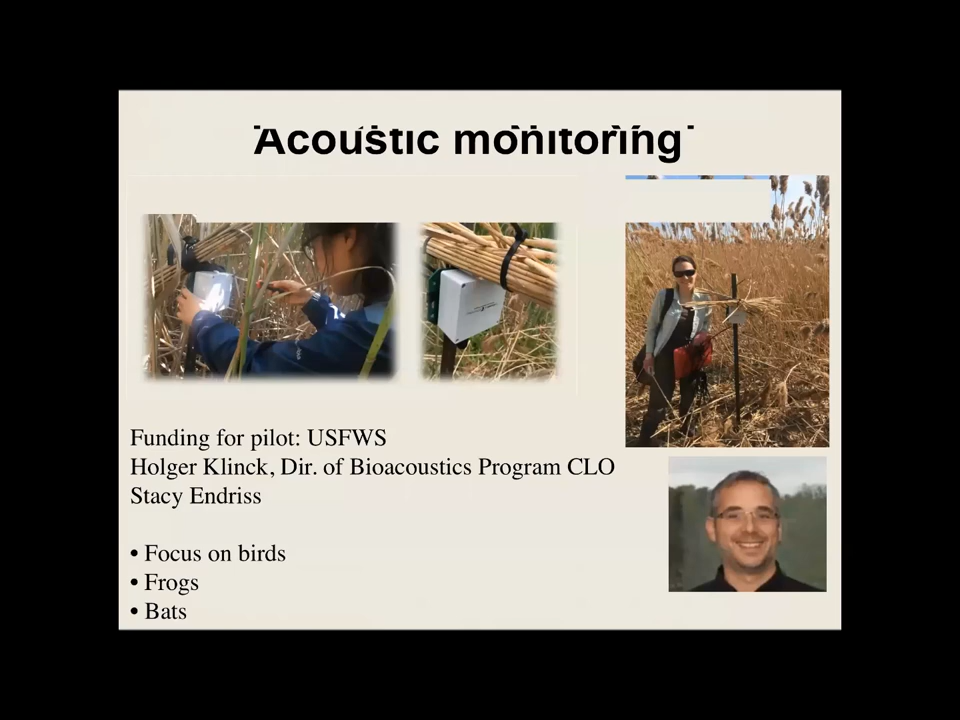 Acoustic monitoring
Funding for pilot: USFWS
Holger Klinck, Dir. of Bioacoustics Program CLO
Stacy Endriss
• Focus on birds
• Frogs
• Bats